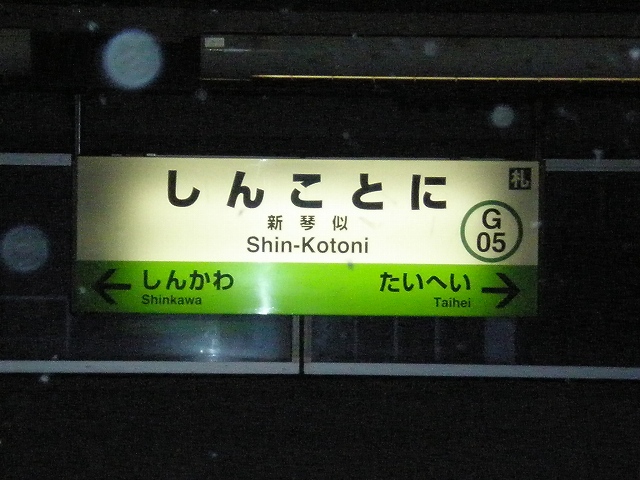 札
しんことに
新琴似
Shin-Kotoni
G
05
← しんかわ
Shinkawa
たいへい →
Taihei